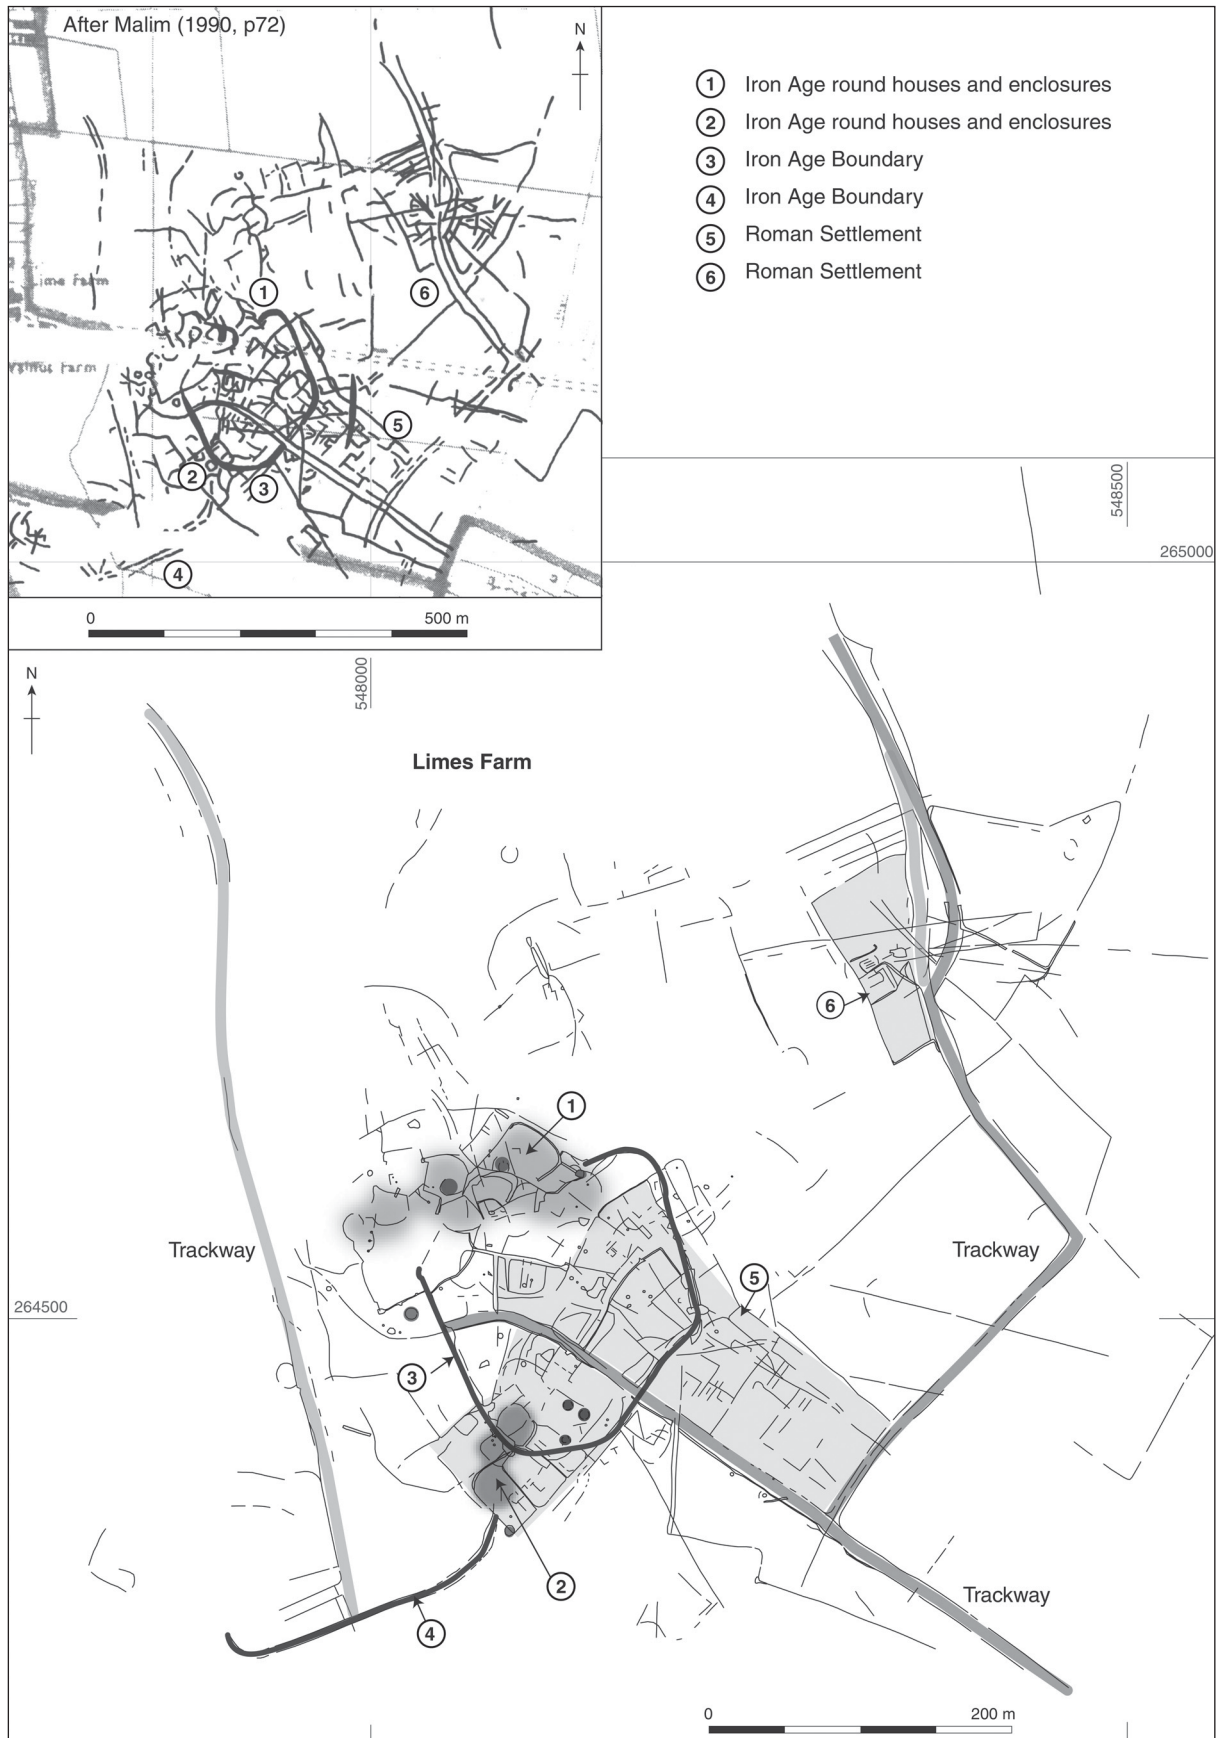 After Malim (1990, p72)
N
1 Iron Age round houses and enclosures
2 Iron Age round houses and enclosures
3 Iron Age Boundary
4 Iron Age Boundary
5 Roman Settlement
6 Roman Settlement
Lime Farm
Farm
1
6
5
2
3
4
0
500 m
548500
265000
N
548000
Limes Farm
6
1
Trackway
Trackway
5
264500
3
2
Trackway
4
0
200 m